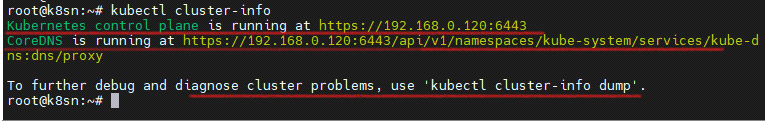 root@k8sn:~# kubectl cluster-info
Kubernetes control plane is running at https://192.168.0.120:6443
CoreDNS is running at https://192.168.0.120:6443/api/v1/namespaces/kube-system/services/kube-d
ns:dns/proxy
To further debug and diagnose cluster problems, use 'kubectl cluster-info dump'.
root@k8sn:~#